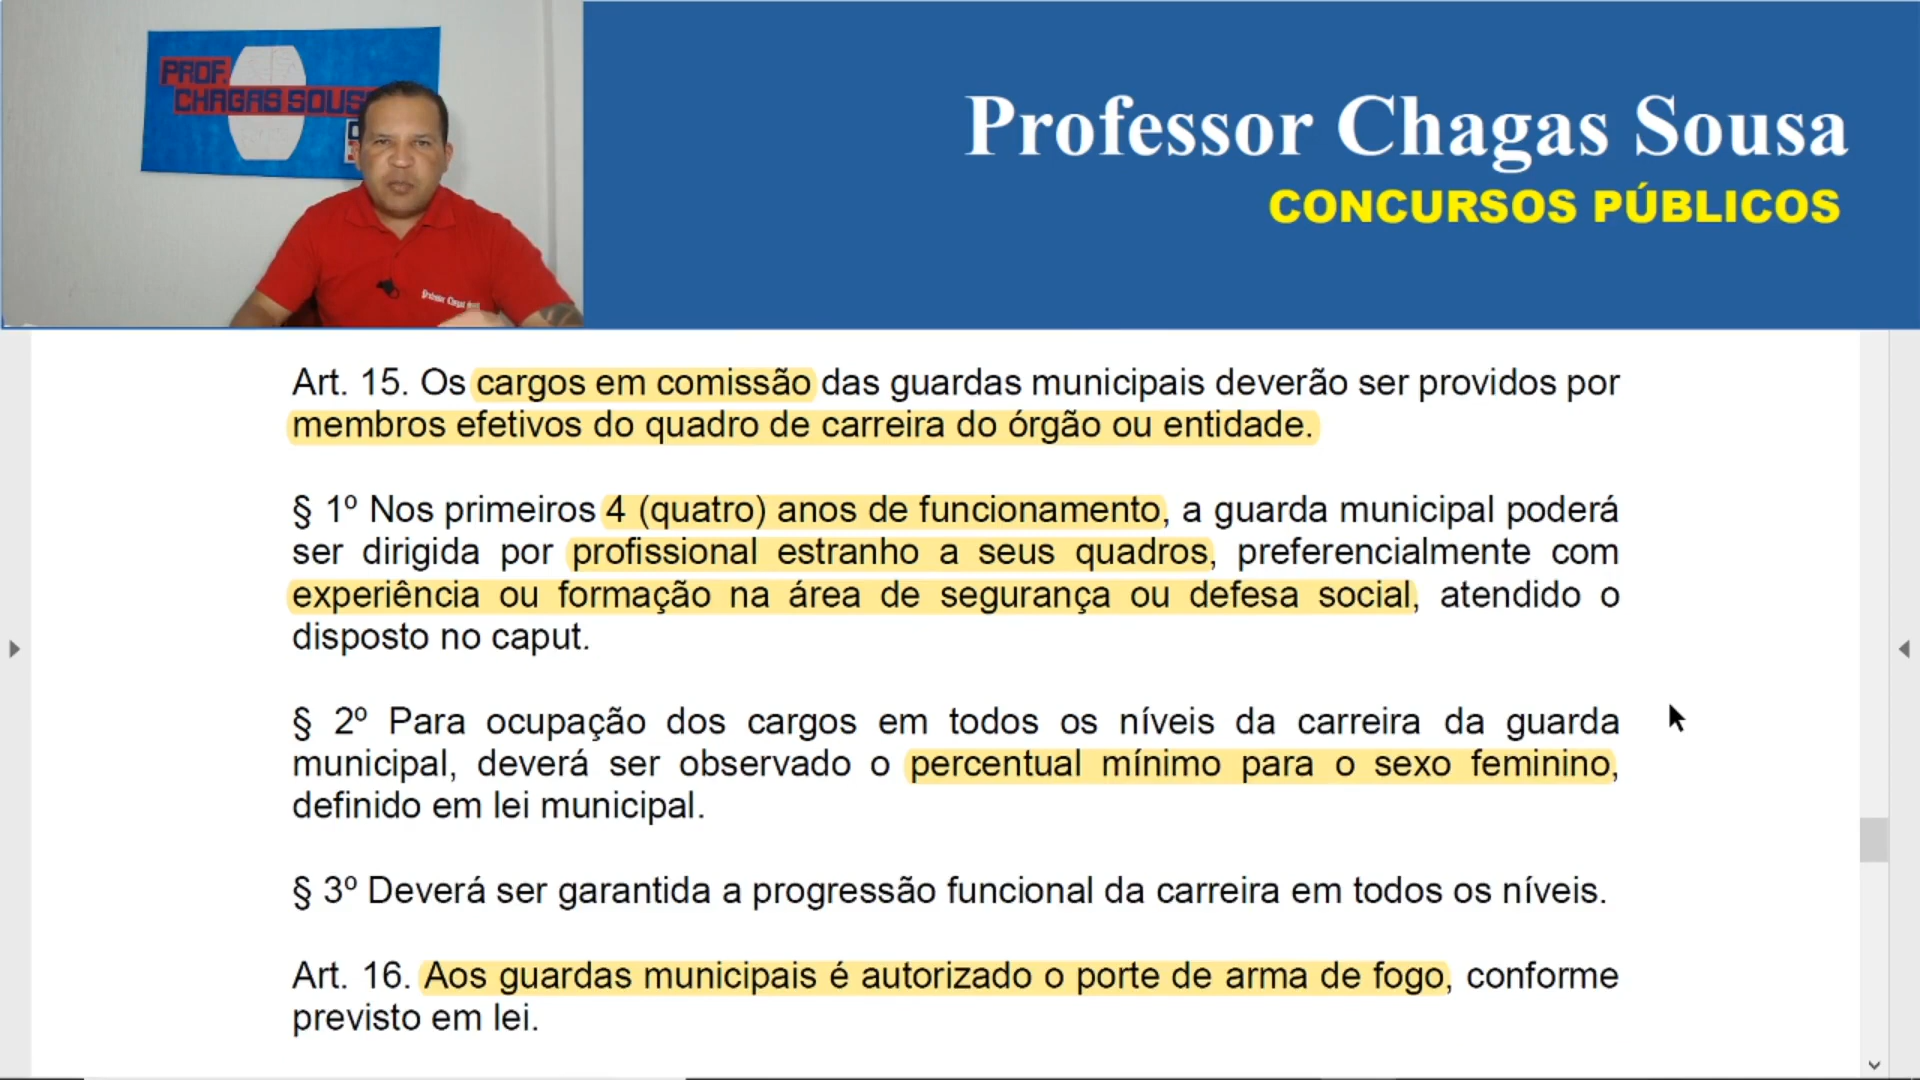 PROF.
CHAGAS SOUS
Professor Chagas Sousa
CONCURSOS PÚBLICOS
Art. 15. Os cargos em comissão das guardas municipais deverão ser providos por
membros efetivos do quadro de carreira do órgão ou entidade.
§ 1º Nos primeiros 4 (quatro) anos de funcionamento, a guarda municipal poderá
ser dirigida por profissional estranho a seus quadros, preferencialmente com
experiência ou formação na área de segurança ou defesa social, atendido o
disposto no caput.
§ 2º Para ocupação dos cargos em todos os níveis da carreira da guarda
municipal, deverá ser observado o percentual mínimo para o sexo feminino,
definido em lei municipal.
§ 3º Deverá ser garantida a progressão funcional da carreira em todos os níveis.
Art. 16. Aos guardas municipais é autorizado o porte de arma de fogo, conforme
previsto em lei.